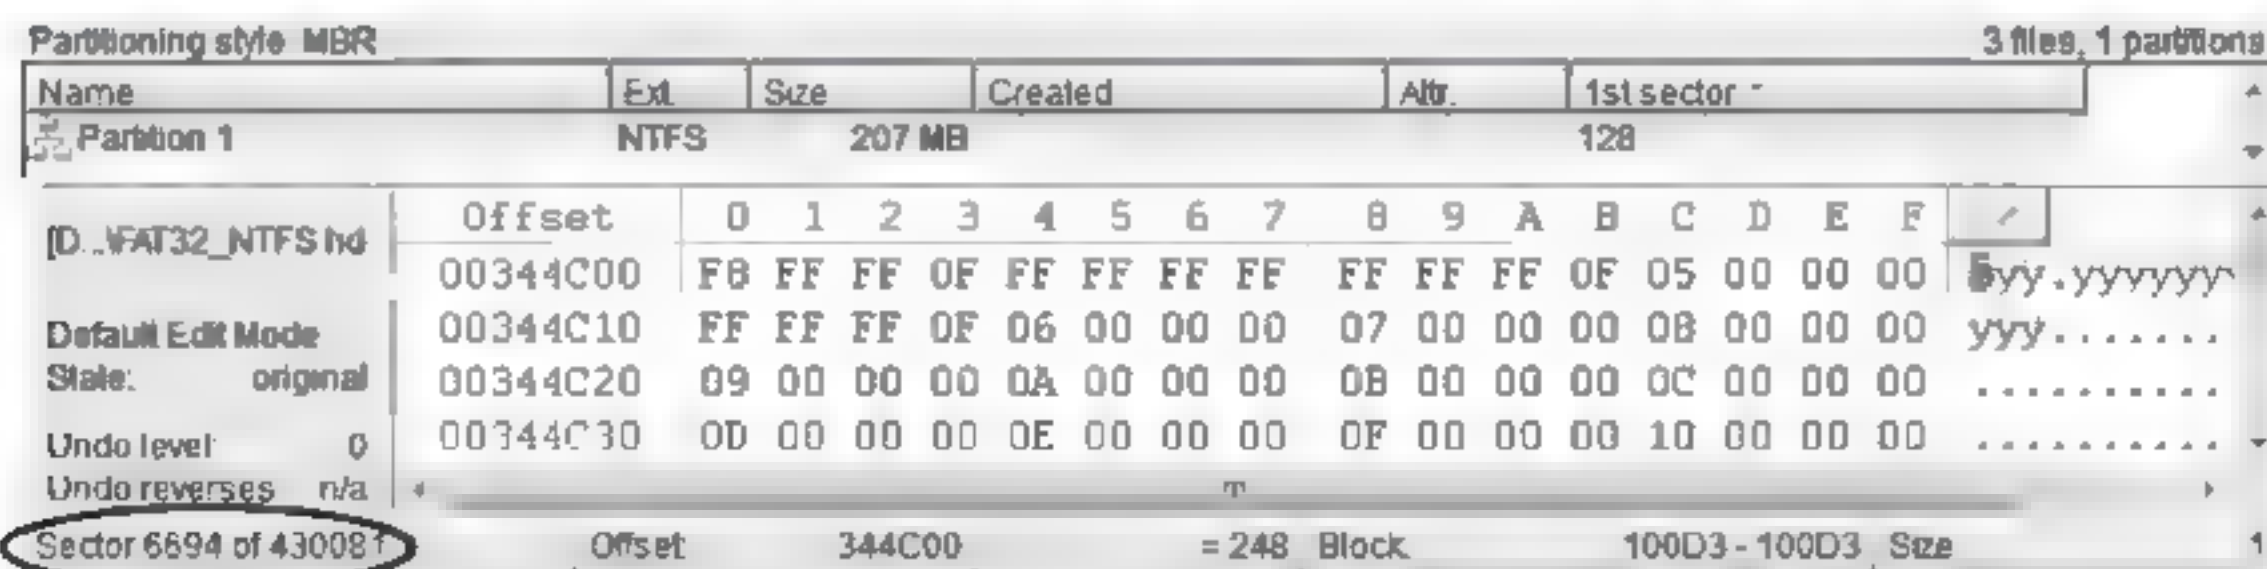 Partitioning style MBR 3 files, 1 partitions
Name Ext. Size Created Attr. 1st sector
Partition 1 NTFS 207 MB 128
[D...\FAT32_NTFS hd
Offset 0 1 2 3 4 5 6 7 8 9 A B C D E F
00344C00 F8 FF FF 0F FF FF FF FF FF FF FF 0F 05 00 00 00 yy.yyyyyyy
Default Edit Mode
00344C10 FF FF FF 0F 06 00 00 00 07 00 00 00 08 00 00 00 yyy.......
State: original
00344C20 09 00 00 00 0A 00 00 00 0B 00 00 00 0C 00 00 00 ..........
Undo level: 0
00344C30 0D 00 00 00 0E 00 00 00 0F 00 00 00 10 00 00 00 ..........
Undo reverses n/a
Sector 6694 of 430081 Offset 344C00 = 248 Block 100D3 - 100D3 Size 1